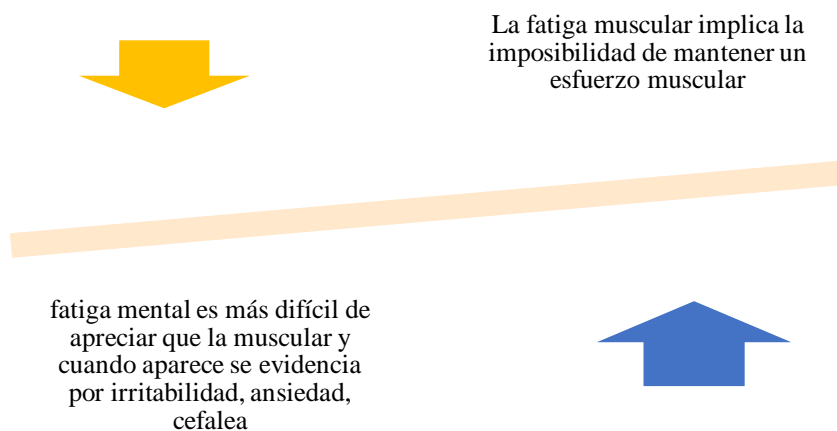 La fatiga muscular implica la
imposibilidad de mantener un
esfuerzo muscular
fatiga mental es más difícil de
apreciar que la muscular y
cuando aparece se evidencia
por irritabilidad, ansiedad,
cefalea